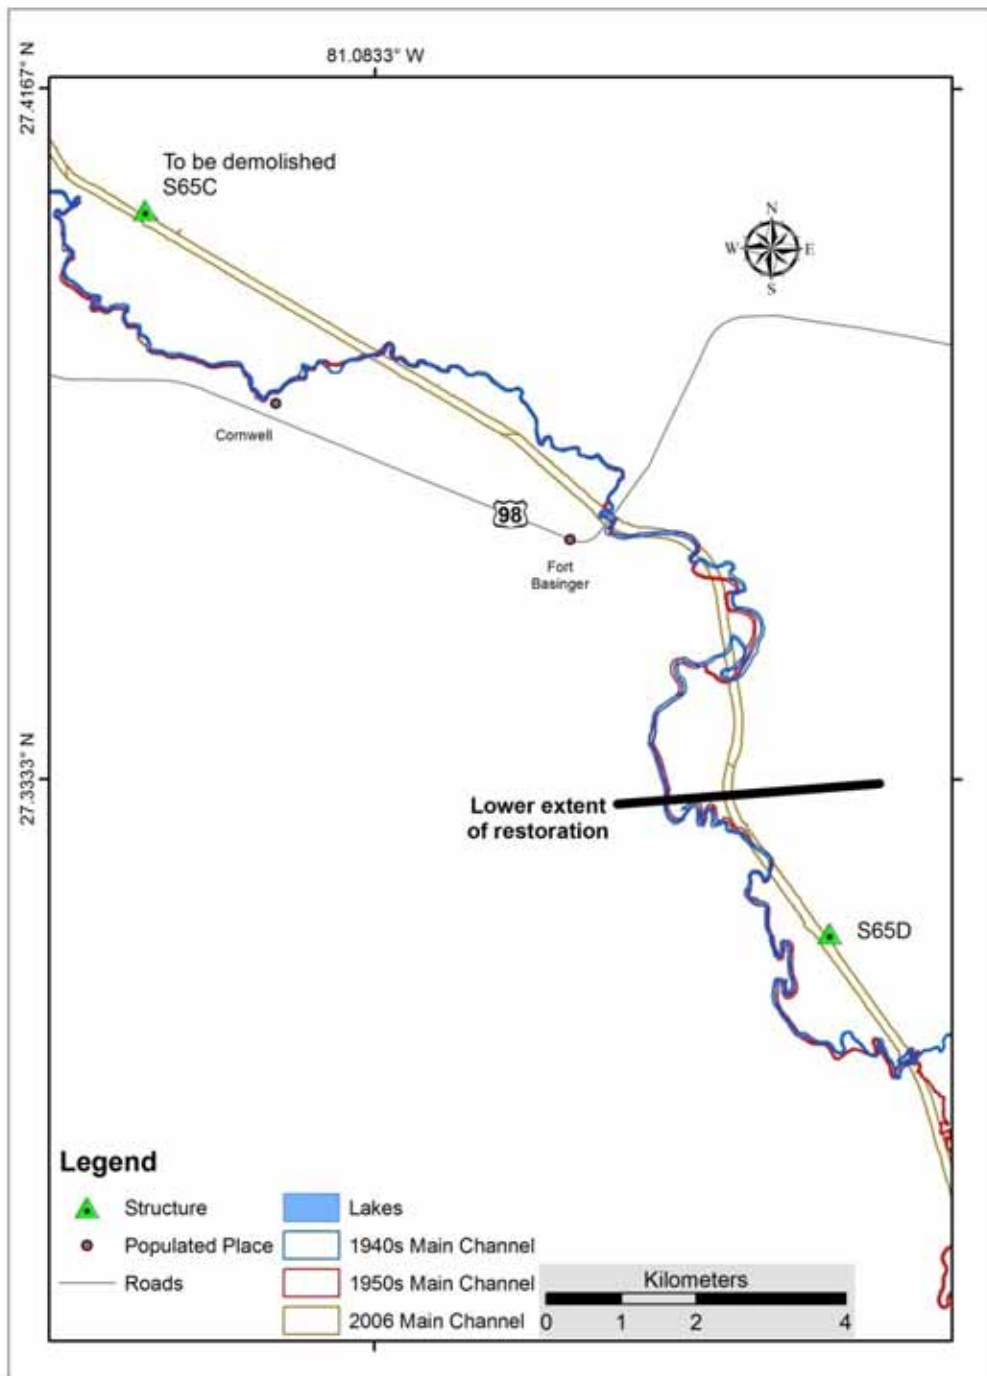 81.0833° W
27.4167° N
To be demolished
S65C
N
W E
S
Cornwell
98
Fort
Basinger
27.3333° N
Lower extent
of restoration
S65D
Legend
Structure
Populated Place
Roads
Lakes
1940s Main Channel
1950s Main Channel
2006 Main Channel
Kilometers
0 1 2 4